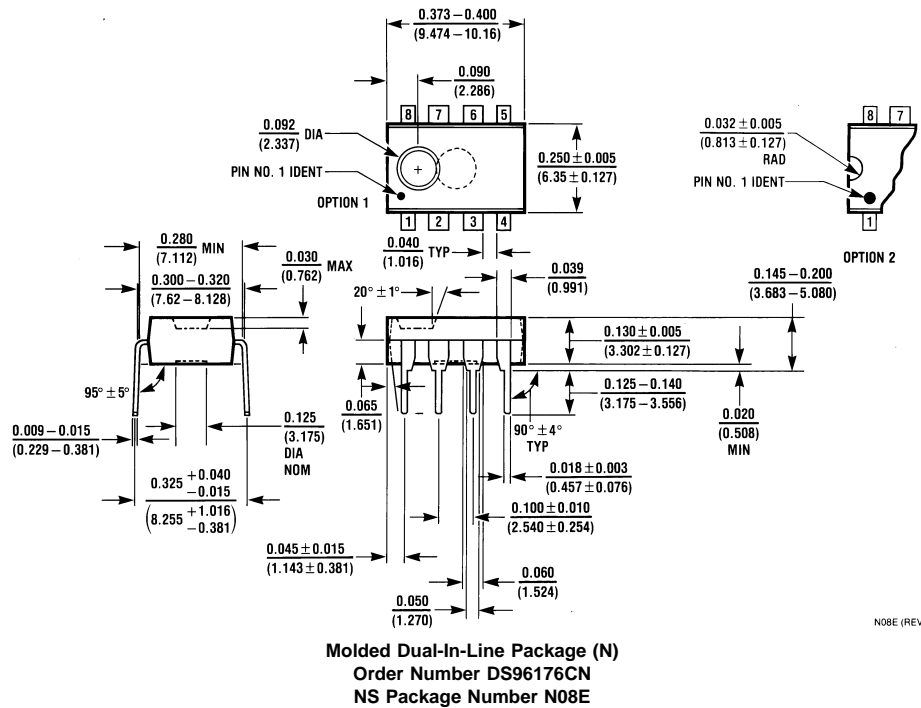 0.373 – 0.400
(9.474 – 10.16)
0.090
(2.286)
8 7 6 5
0.092 DIA
(2.337)
PIN NO. 1 IDENT
OPTION 1
+
0.250 ± 0.005
(6.35 ± 0.127)
1 2 3 4
8 7
0.032 ± 0.005
(0.813 ± 0.127)
RAD
PIN NO. 1 IDENT
1
OPTION 2
0.280 MIN
(7.112)
0.030 MAX
(0.762)
0.300 – 0.320
(7.62 – 8.128)
0.040 TYP
(1.016)
0.039
(0.991)
20° ± 1°
0.145 – 0.200
(3.683 – 5.080)
0.130 ± 0.005
(3.302 ± 0.127)
95° ± 5°
0.009 – 0.015
(0.229 – 0.381)
0.125
(3.175)
DIA
NOM
0.065
(1.651)
90° ± 4°
TYP
0.125 – 0.140
(3.175 – 3.556)
0.020
(0.508)
MIN
0.325 +0.040
−0.015
(8.255 +1.016
−0.381)
0.018 ± 0.003
(0.457 ± 0.076)
0.100 ± 0.010
(2.540 ± 0.254)
0.045 ± 0.015
(1.143 ± 0.381)
0.060
(1.524)
0.050
(1.270)
N08E (REV
Molded Dual-In-Line Package (N)
Order Number DS96176CN
NS Package Number N08E